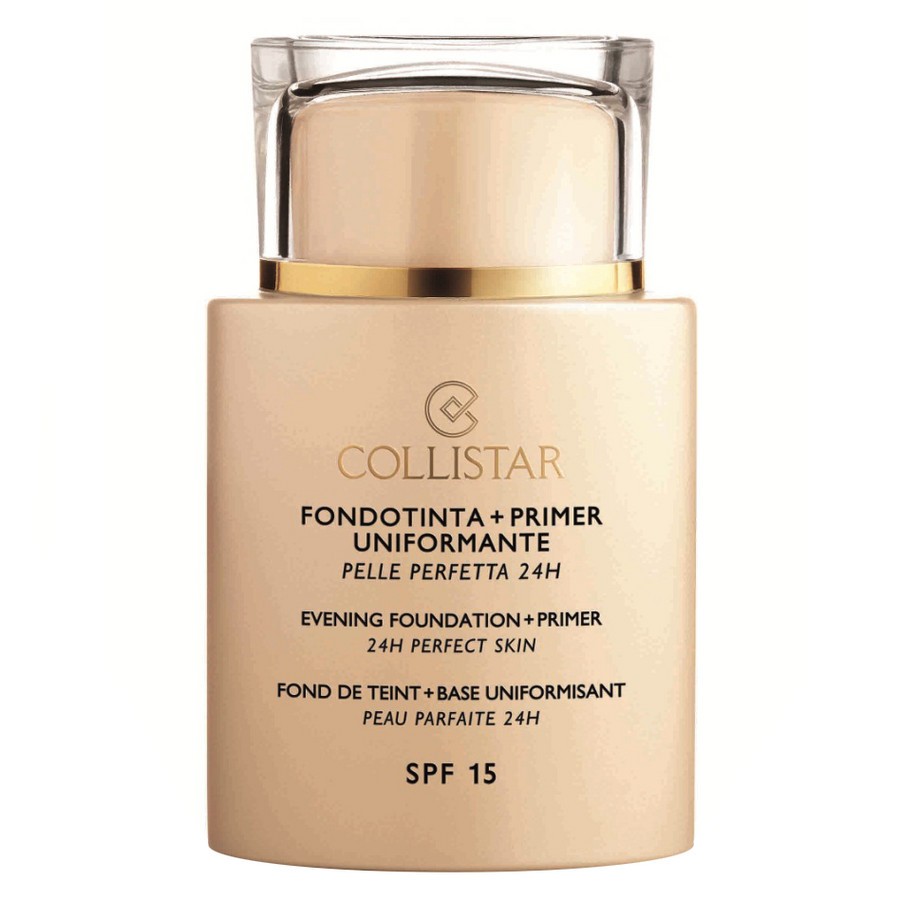 COLLISTAR
FONDOTINTA + PRIMER
UNIFORMANTE
PELLE PERFETTA 24H
EVENING FOUNDATION + PRIMER
24H PERFECT SKIN
FOND DE TEINT + BASE UNIFORMISANT
PEAU PARFAITE 24H
SPF 15